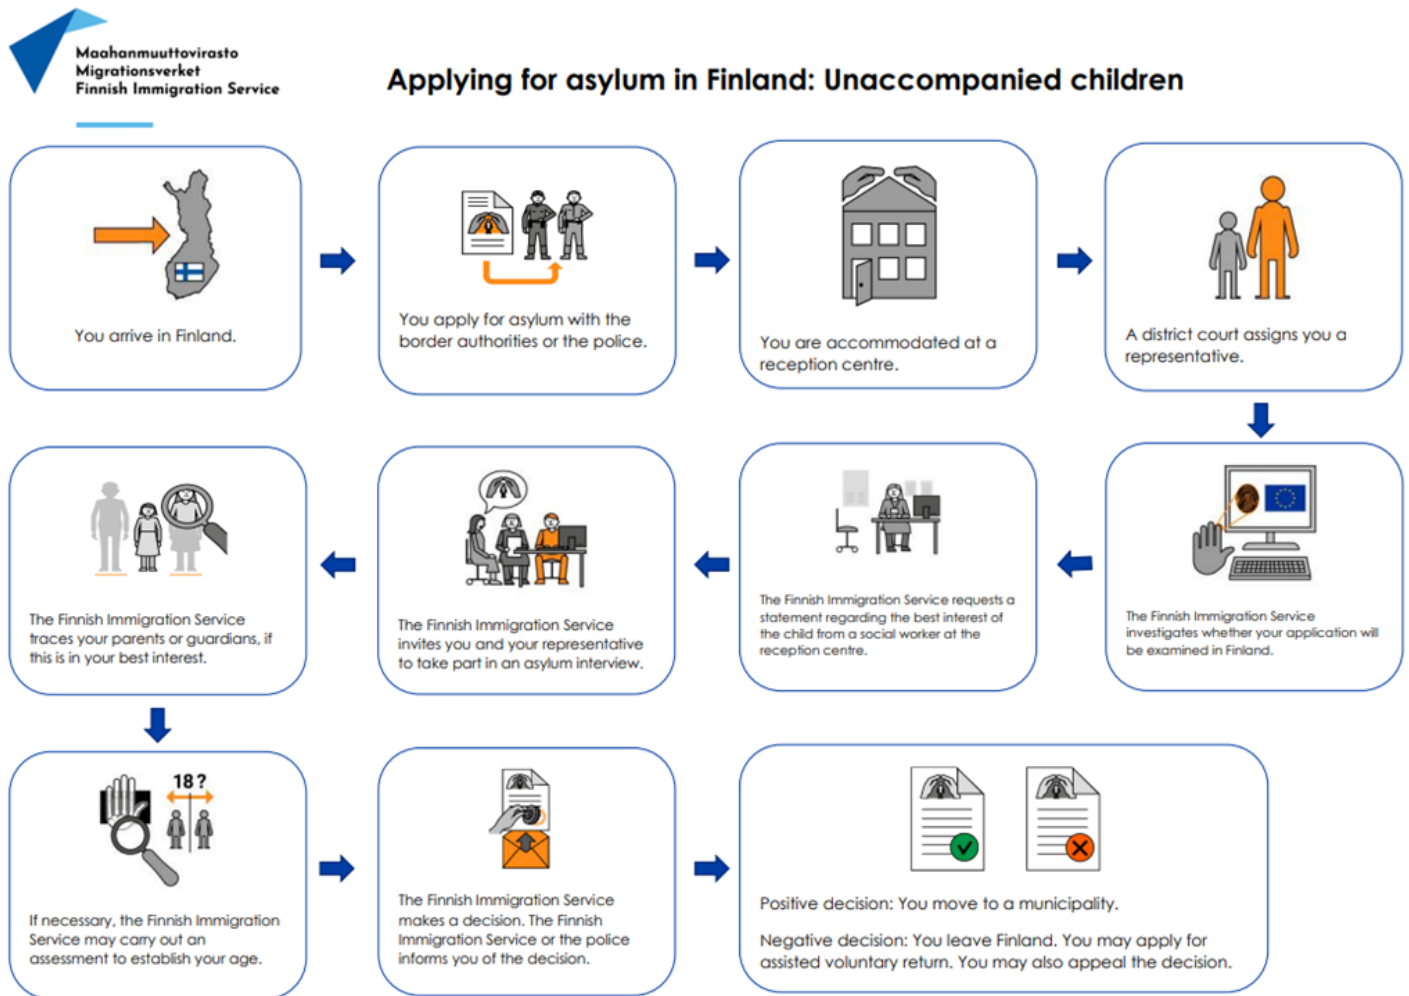 Maahanmuuttovirasto
Migrationsverket
Finnish Immigration Service
Applying for asylum in Finland: Unaccompanied children
You arrive in Finland.
You apply for asylum with the
border authorities or the police.
You are accommodated at a
reception centre.
A district court assigns you a
representative.
The Finnish Immigration Service
investigates whether your application will
be examined in Finland.
The Finnish Immigration Service requests a
statement regarding the best interest of
the child from a social worker at the
reception centre.
The Finnish Immigration Service
invites you and your representative
to take part in an asylum interview.
The Finnish Immigration Service
traces your parents or guardians, if
this is in your best interest.
18?
If necessary, the Finnish Immigration
Service may carry out an
assessment to establish your age.
The Finnish Immigration Service
makes a decision. The Finnish
Immigration Service or the police
informs you of the decision.
Positive decision: You move to a municipality.
Negative decision: You leave Finland. You may apply for
assisted voluntary return. You may also appeal the decision.